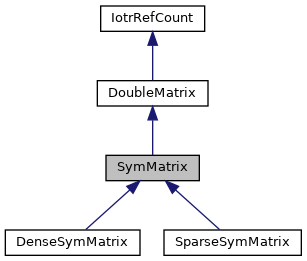 IotrRefCount
DoubleMatrix
SymMatrix
DenseSymMatrix
SparseSymMatrix